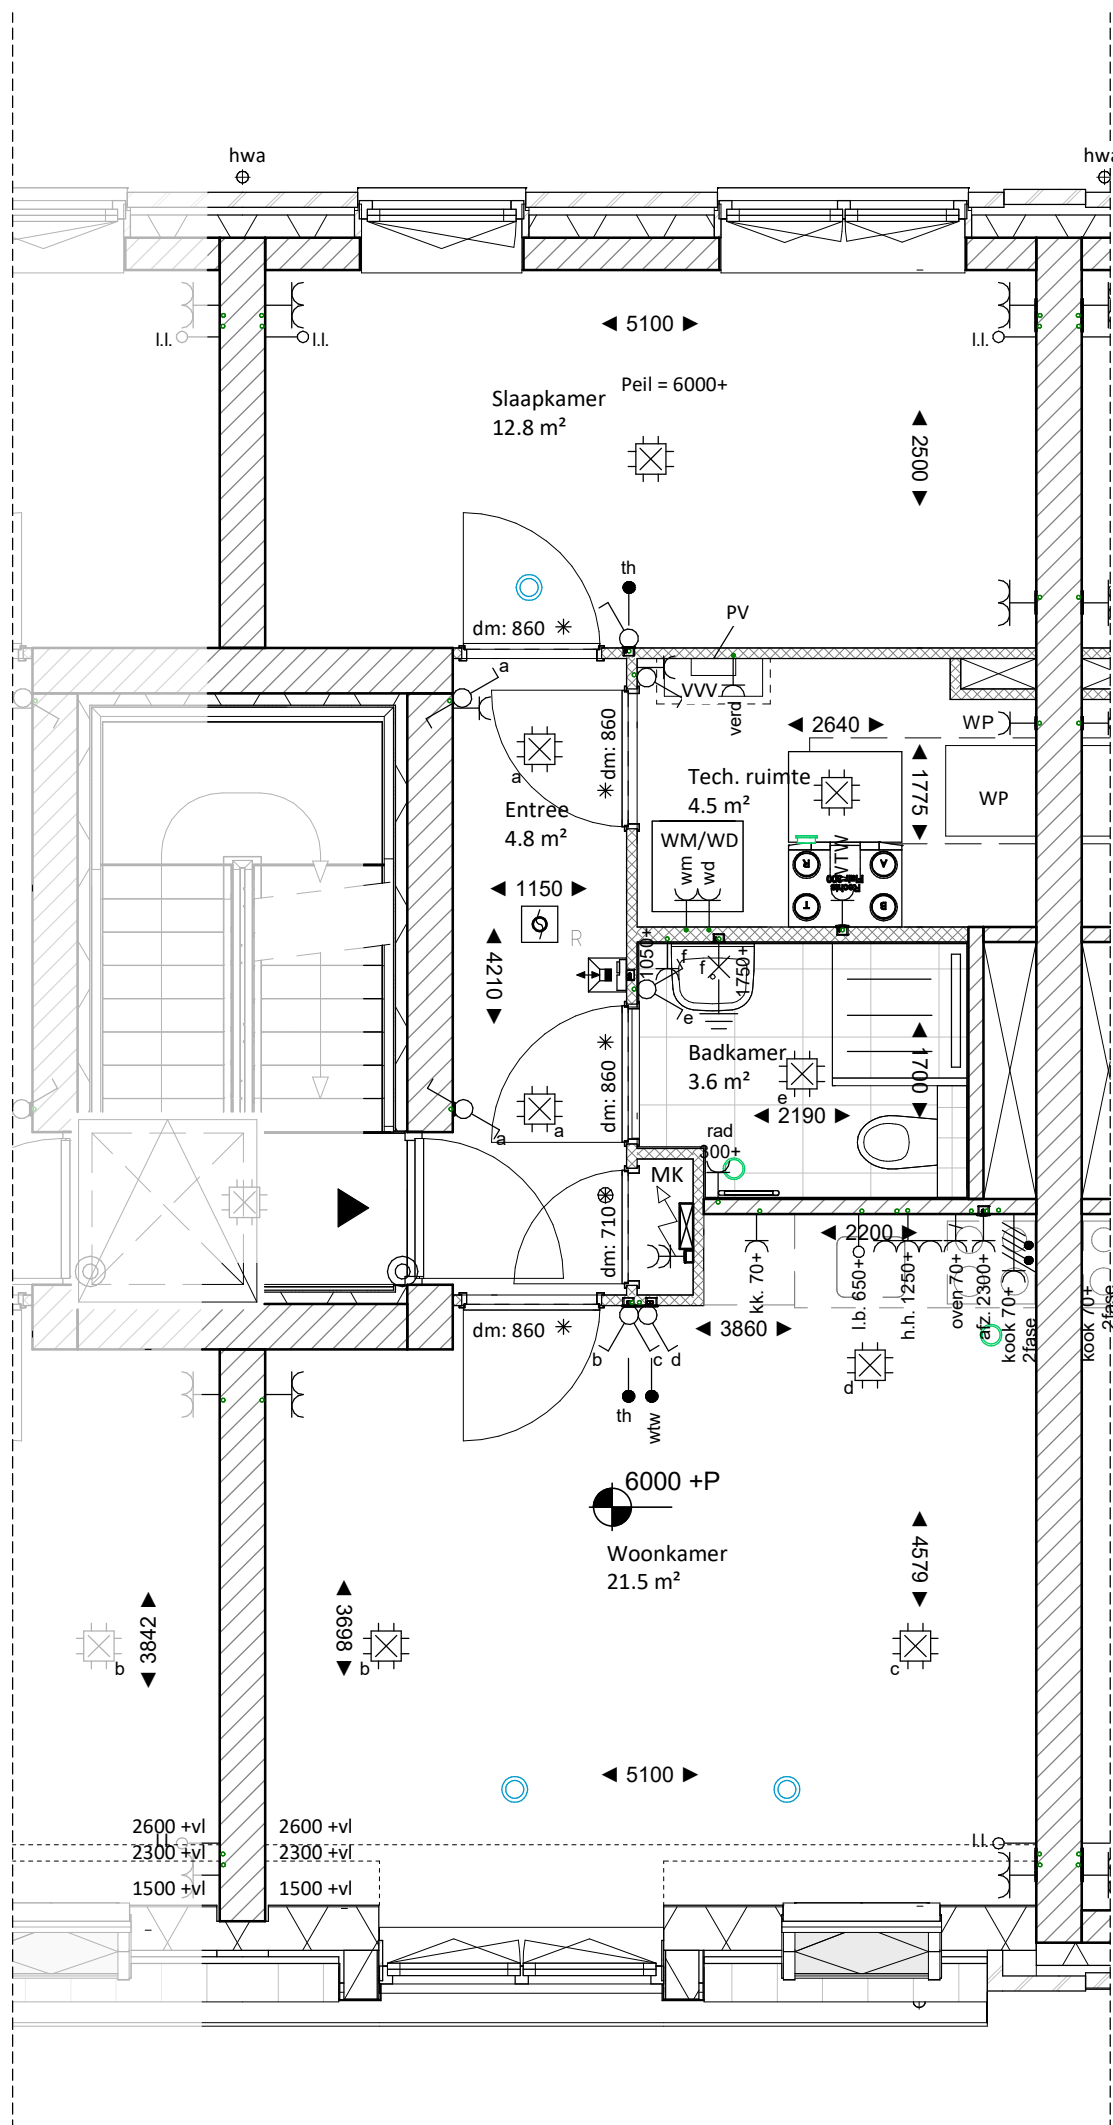 hwa
hwa
l.l.
l.l.
l.l.
5100
Peil = 6000+
Slaapkamer
12.8 m²
2500
th
dm: 860
PV
a
VVV
verd
dm: 860
2640
WP
a
Tech. ruimte
4.5 m²
1775
WP
Entree
4.8 m²
WM/WD
wm
wd
VTW
R
A
T
B
1150
R
4210
1050+
f
f
1750+
e
Badkamer
3.6 m²
e
1700
dm: 860
2190
a
a
rad
300+
MK
dm: 710
2200
kk. 70+
l.b. 650+
h.h. 1250+
oven 70+
afz. 2300+
kook 70+
2fase
kook 70+
2fase
dm: 860
3860
b
c
d
d
th
wtw
6000 +P
Woonkamer
21.5 m²
4579
3842
3698
b
b
c
5100
2600 +vl
2600 +vl
l.l.
l.l.
2300 +vl
2300 +vl
1500 +vl
1500 +vl